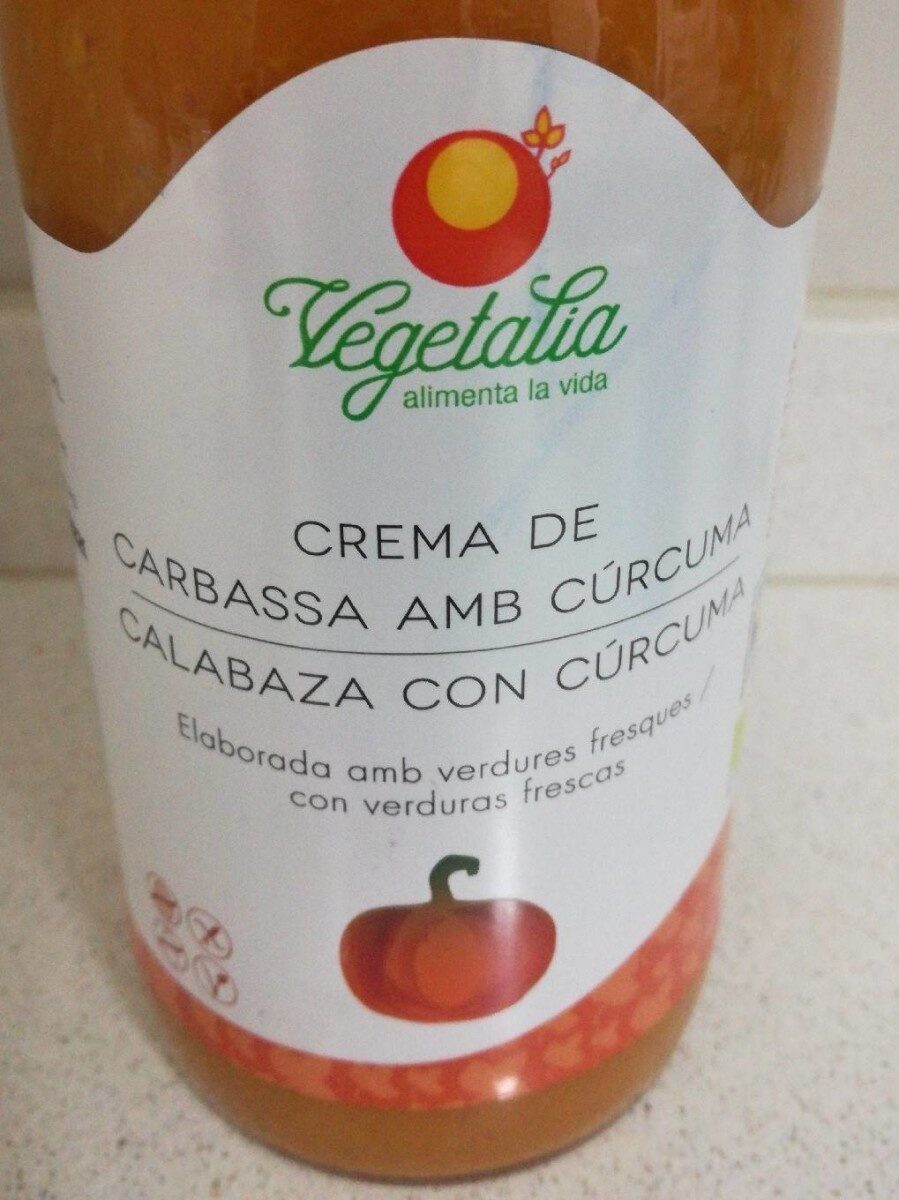 Vegetalia
alimenta la vida
CREMA DE
CARBASSA AMB CÚRCUMA
CALABAZA CON CÚRCUMA
Elaborada amb verdures fresques /
con verduras frescas